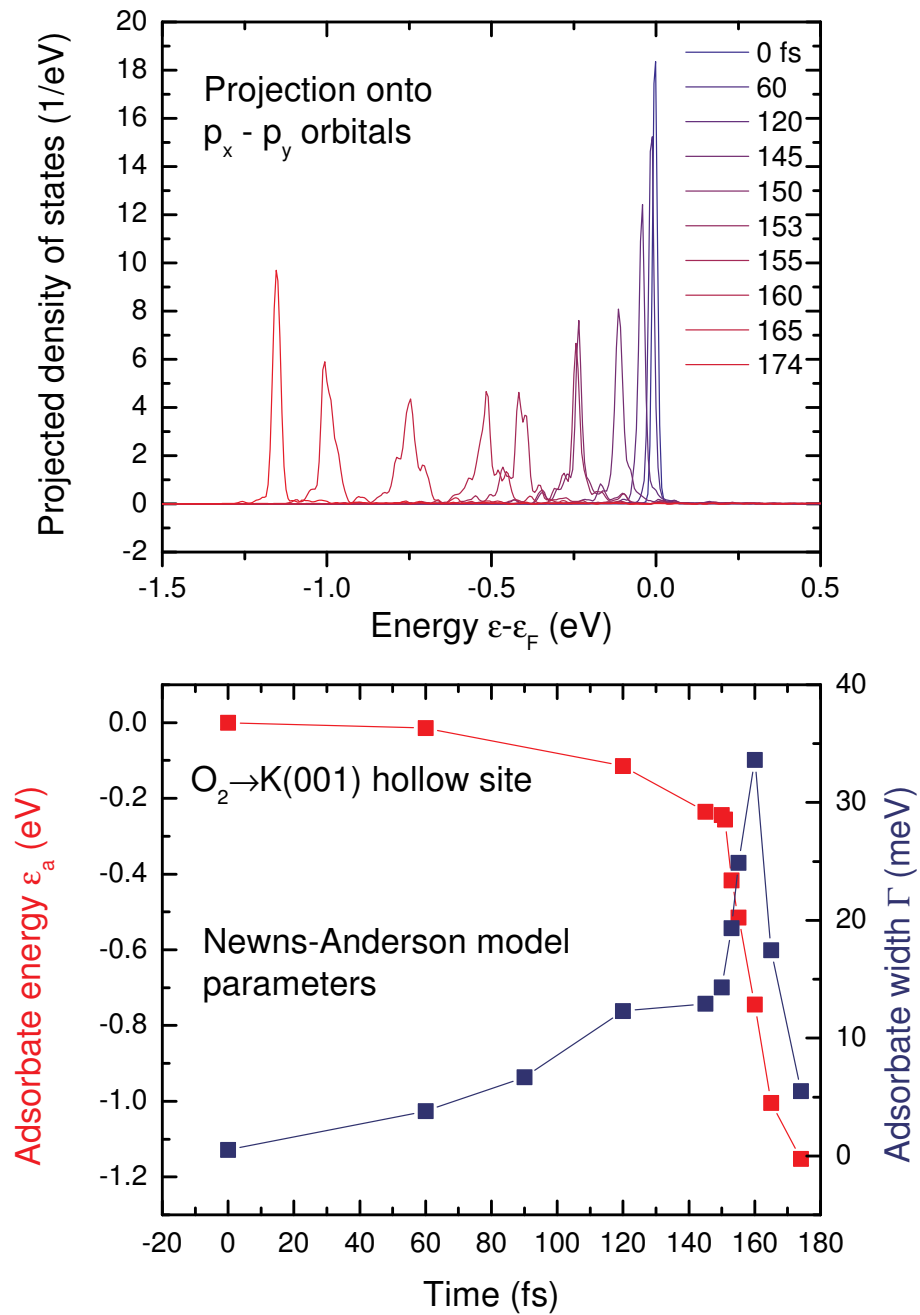 20
18
16
14
12
10
8
6
4
2
0
-2
Projected density of states (1/eV)
Projection onto
p_x - p_y orbitals
0 fs
60
120
145
150
153
155
160
165
174
-1.5 -1.0 -0.5 0.0 0.5
Energy ε-ε_F (eV)
0.0
-0.2
-0.4
-0.6
-0.8
-1.0
-1.2
Adsorbate energy ε_a (eV)
O_2→K(001) hollow site
Newns-Anderson model
parameters
40
30
20
10
0
Adsorbate width Γ (meV)
-20 0 20 40 60 80 100 120 140 160 180
Time (fs)